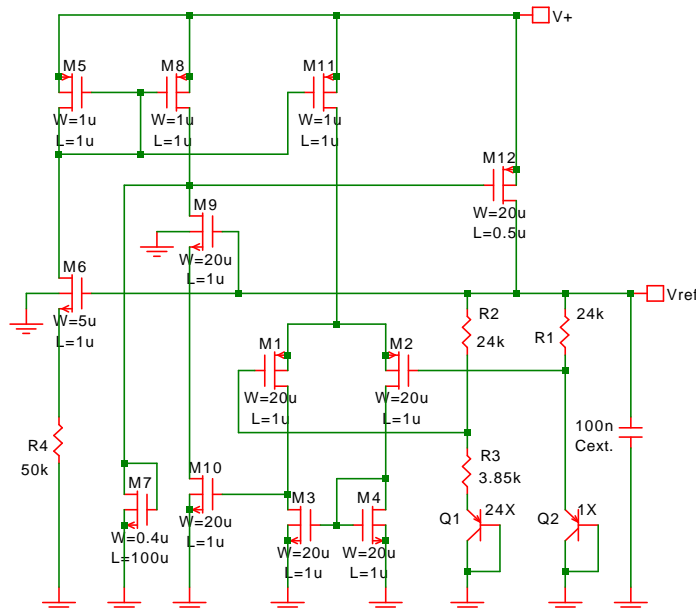 V+
M5
M8
M11
W=1u
L=1u
W=1u
L=1u
W=1u
L=1u
M12
W=20u
L=0.5u
M9
W=20u
L=1u
M6
W=5u
L=1u
Vref
R2
24k
24k
R1
M1
M2
W=20u
L=1u
W=20u
L=1u
R4
50k
100n
Cext.
R3
3.85k
M7
W=0.4u
L=100u
M10
W=20u
L=1u
M3
W=20u
L=1u
M4
W=20u
L=1u
Q1
24X
Q2
1X